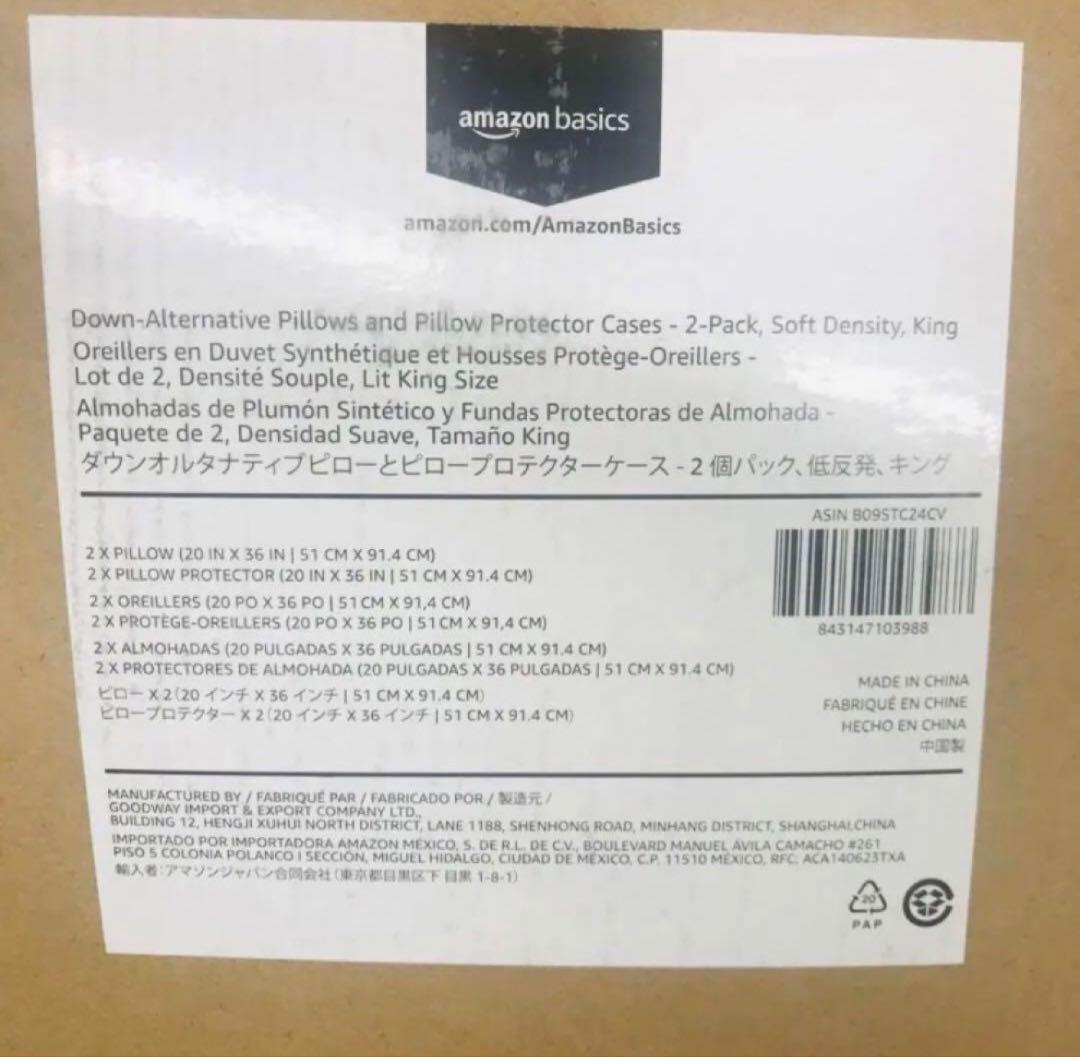 amazon basics
amazon.com/AmazonBasics
Down-Alternative Pillows and Pillow Protector Cases - 2-Pack, Soft Density, King
Oreillers en Duvet Synthétique et Housses Protège-Oreillers -
Lot de 2, Densité Souple, Lit King Size
Almohadas de Plumón Sintético y Fundas Protectoras de Almohada -
Paquete de 2, Densidad Suave, Tamaño King
ダウンオルタナティブピローとピロープロテクターケース - 2 個パック、低反発、キング
ASIN B09STC24CV
843147103988
2 X PILLOW (20 IN X 36 IN | 51 CM X 91.4 CM)
2 X PILLOW PROTECTOR (20 IN X 36 IN | 51 CM X 91.4 CM)
2 X OREILLERS (20 PO X 36 PO | 51 CM X 91,4 CM)
2 X PROTÈGE-OREILLERS (20 PO X 36 PO | 51 CM X 91,4 CM)
2 X ALMOHADAS (20 PULGADAS X 36 PULGADAS | 51 CM X 91.4 CM)
2 X PROTECTORES DE ALMOHADA (20 PULGADAS X 36 PULGADAS | 51 CM X 91.4 CM)
ピロー X 2(20 インチ X 36 インチ | 51 CM X 91.4 CM)
ピロープロテクター X 2(20 インチ X 36 インチ | 51 CM X 91.4 CM)
MADE IN CHINA
FABRIQUÉ EN CHINE
HECHO EN CHINA
中国製
MANUFACTURED BY / FABRIQUÉ PAR / FABRICADO POR / 製造元 /
GOODWAY IMPORT & EXPORT COMPANY LTD.,
BUILDING 12, HENGJI XUHUI NORTH DISTRICT, LANE 1188, SHENHONG ROAD, MINHANG DISTRICT, SHANGHAI,CHINA
IMPORTADO POR IMPORTADORA AMAZON MÉXICO, S. DE R.L. DE C.V., BOULEVARD MANUEL ÁVILA CAMACHO #261
PISO 5 COLONIA POLANCO I SECCIÓN, MIGUEL HIDALGO, CIUDAD DE MÉXICO, C.P. 11510 MÉXICO, RFC: ACA140623TXA
輸入者:アマゾンジャパン合同会社(東京都目黒区下 目黒 1-8-1)
20
PAP